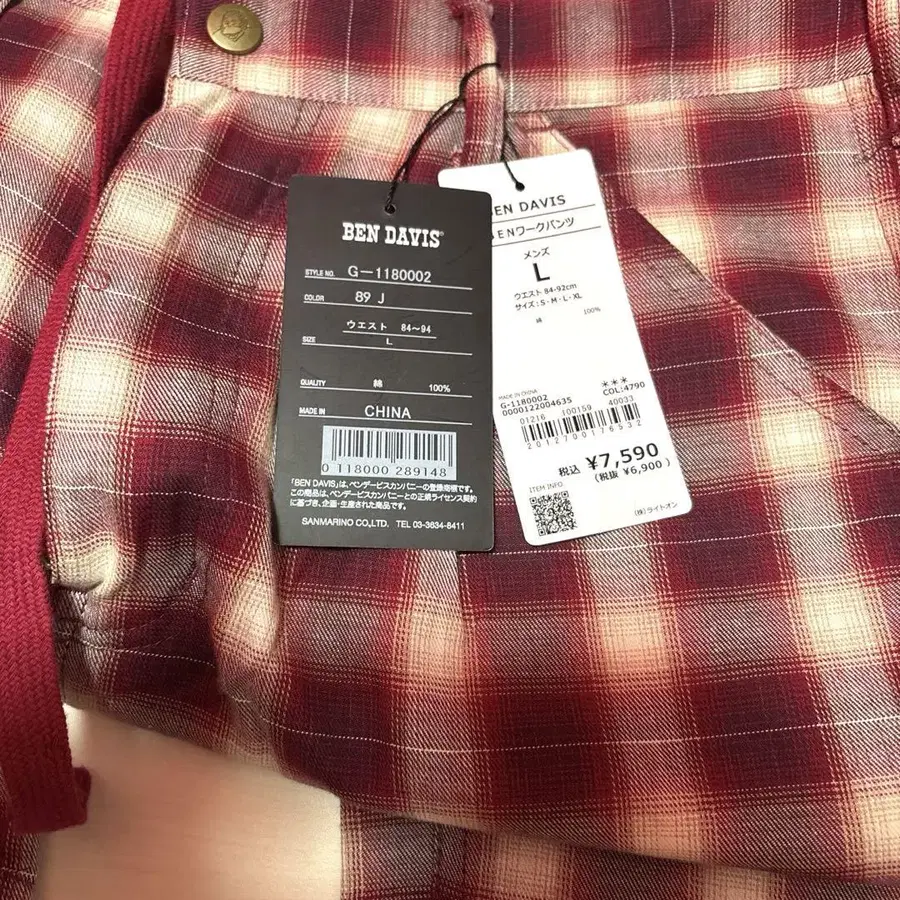 BEN DAVIS
STYLE NO. G-1180002
COLOR 89 J
ウエスト 84～94
SIZE L
QUALITY 綿 100%
MADE IN CHINA
0 118000 289148
「BEN DAVIS」は、ベンデービスカンパニーの登録商標です。
この商品は、ベンデービスカンパニーとの正規ライセンス契約
に基づき、企画・生産された商品です。
SANMARINO CO.,LTD. TEL 03-3634-8411
BEN DAVIS
BENワークパンツ
メンズ
L
ウエスト 84-92cm
サイズ：S・M・L・XL
綿 100%
MADE IN CHINA
G-1180002
0000122004635
***
COL:4790
01216 100159 40033
2012700176532
税込 ¥7,590
(税抜 ¥6,900)
ITEM INFO
(株)ライトオン